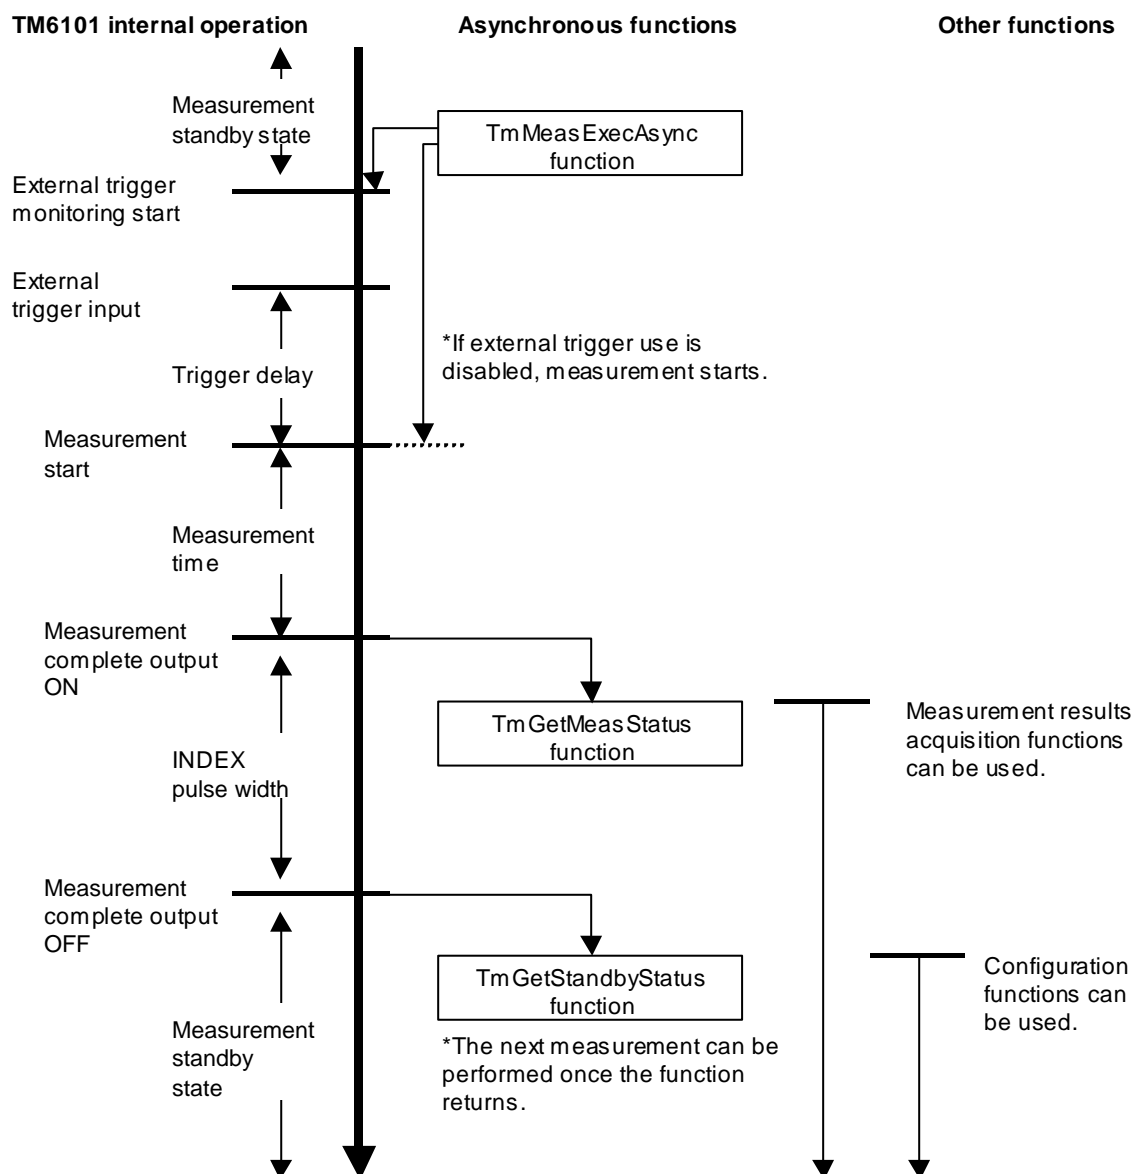 TM6101 internal operation
Asynchronous functions
Other functions
Measurement
standby state
TmMeasExecAsync
function
External trigger
monitoring start
External
trigger input
*If external trigger use is
disabled, measurement starts.
Trigger delay
Measurement
start
Measurement
time
Measurement
complete output
ON
TmGetMeasStatus
function
Measurement results
acquisition functions
can be used.
INDEX
pulse width
Measurement
complete output
OFF
TmGetStandbyStatus
function
Configuration
functions can
be used.
Measurement
standby
state
*The next measurement can be
performed once the function
returns.